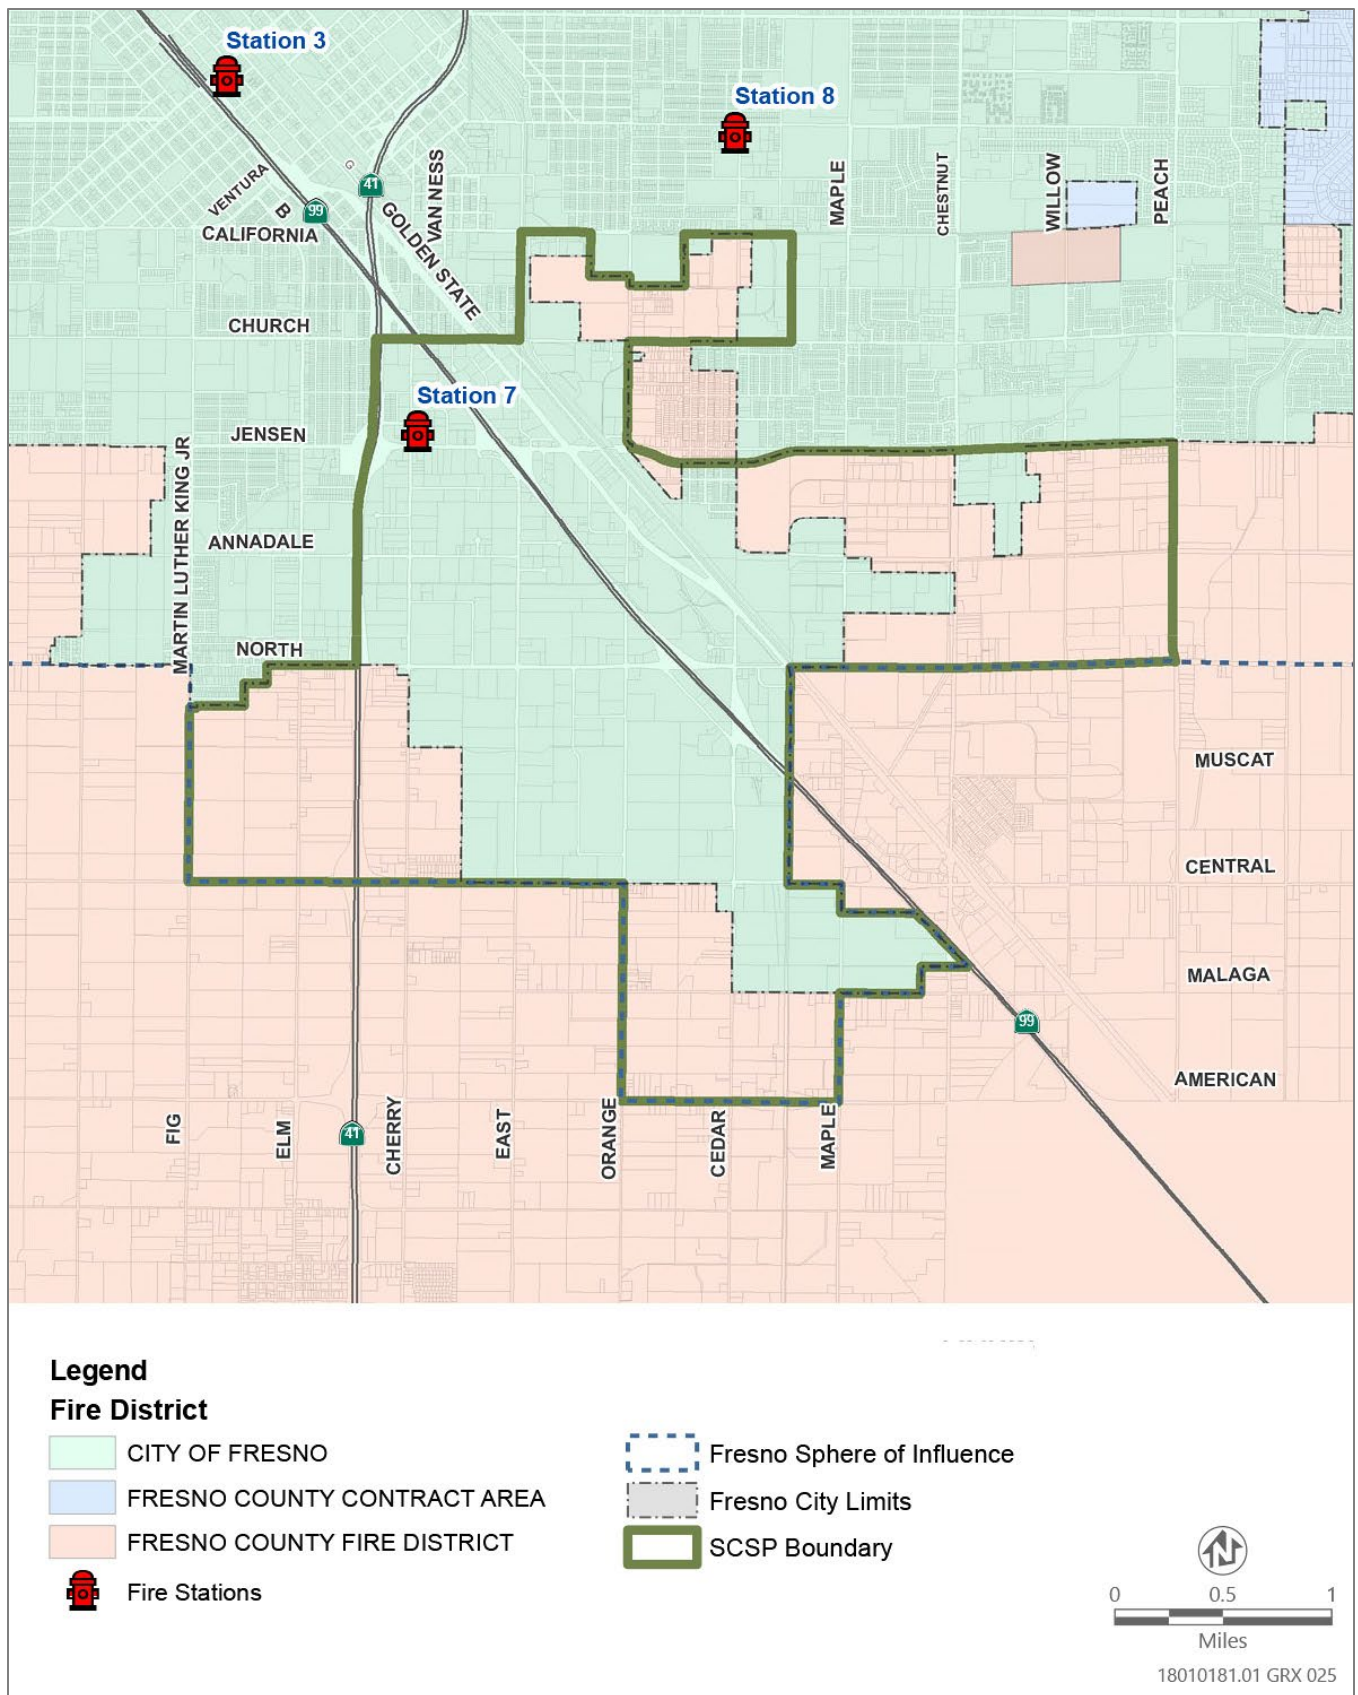 Station 3
Station 8
VENTURA
B
G
41
99
CALIFORNIA
GOLDEN STATE
VAN NESS
MAPLE
CHESTNUT
WILLOW
PEACH
CHURCH
Station 7
JENSEN
MARTIN LUTHER KING JR
ANNADALE
NORTH
MUSCAT
CENTRAL
MALAGA
99
AMERICAN
FIG
ELM
41
CHERRY
EAST
ORANGE
CEDAR
MAPLE
Legend
Fire District
CITY OF FRESNO
FRESNO COUNTY CONTRACT AREA
FRESNO COUNTY FIRE DISTRICT
Fire Stations
Fresno Sphere of Influence
Fresno City Limits
SCSP Boundary
N
0 0.5 1
Miles
18010181.01 GRX 025